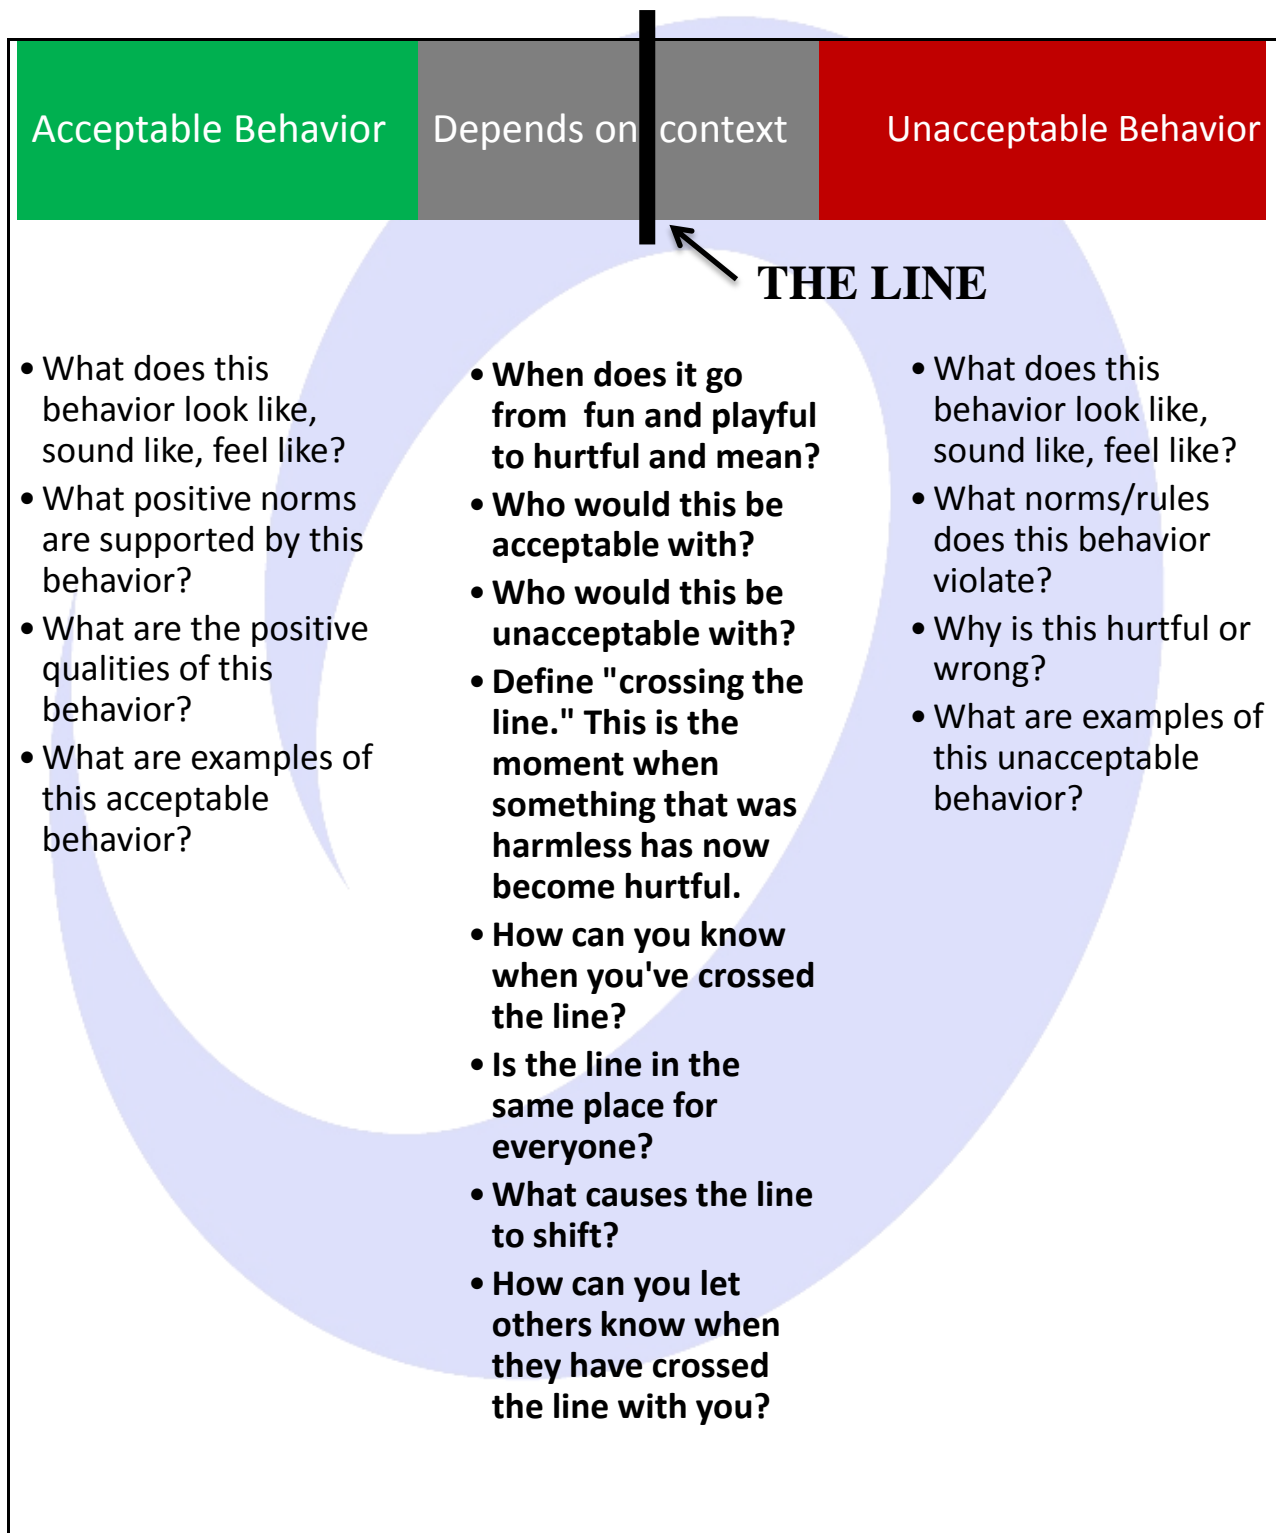 Acceptable Behavior
Depends on context
Unacceptable Behavior
THE LINE
• What does this
behavior look like,
sound like, feel like?
• What positive norms
are supported by this
behavior?
• What are the positive
qualities of this
behavior?
• What are examples of
this acceptable
behavior?
• When does it go
from  fun and playful
to hurtful and mean?
• Who would this be
acceptable with?
• Who would this be
unacceptable with?
• Define "crossing the
line." This is the
moment when
something that was
harmless has now
become hurtful.
• How can you know
when you've crossed
the line?
• Is the line in the
same place for
everyone?
• What causes the line
to shift?
• How can you let
others know when
they have crossed
the line with you?
• What does this
behavior look like,
sound like, feel like?
• What norms/rules
does this behavior
violate?
• Why is this hurtful or
wrong?
• What are examples of
this unacceptable
behavior?